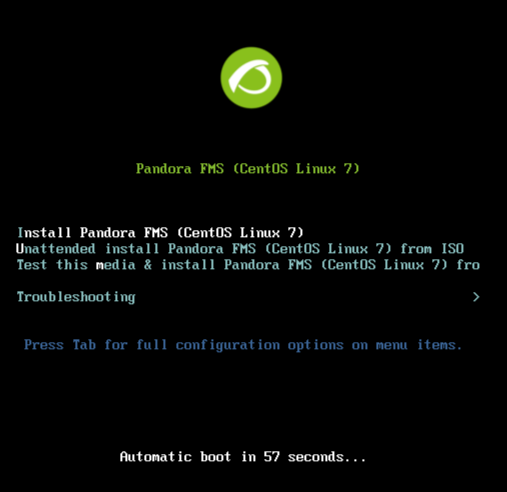 Pandora FMS (CentOS Linux 7)
Install Pandora FMS (CentOS Linux 7)
Unattended install Pandora FMS (CentOS Linux 7) from ISO
Test this media & install Pandora FMS (CentOS Linux 7) fro
Troubleshooting >
Press Tab for full configuration options on menu items.
Automatic boot in 57 seconds...